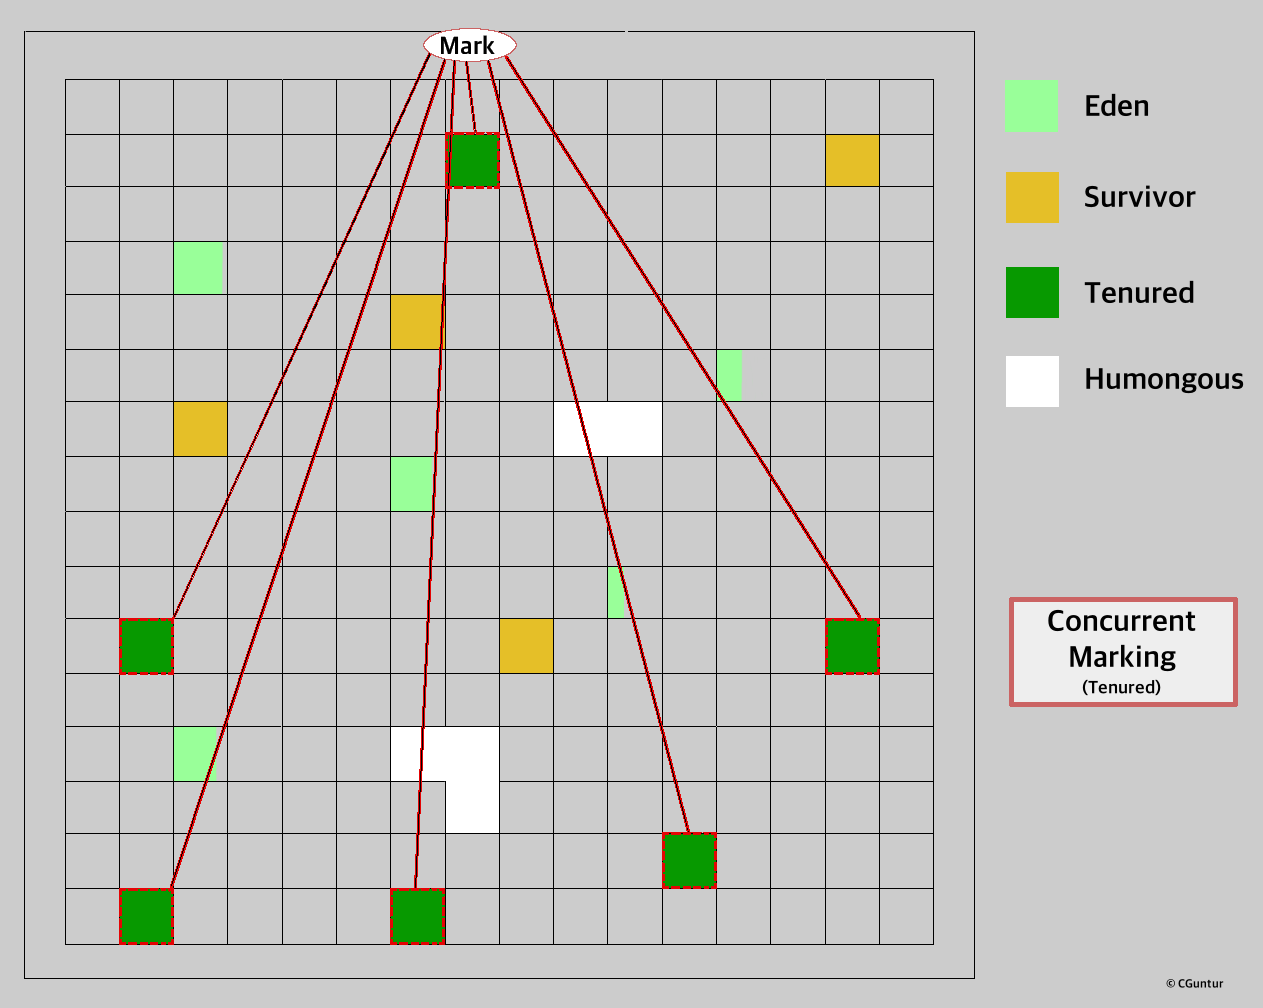 Mark
Eden
Survivor
Tenured
Humongous
Concurrent
Marking
(Tenured)
© CGuntur